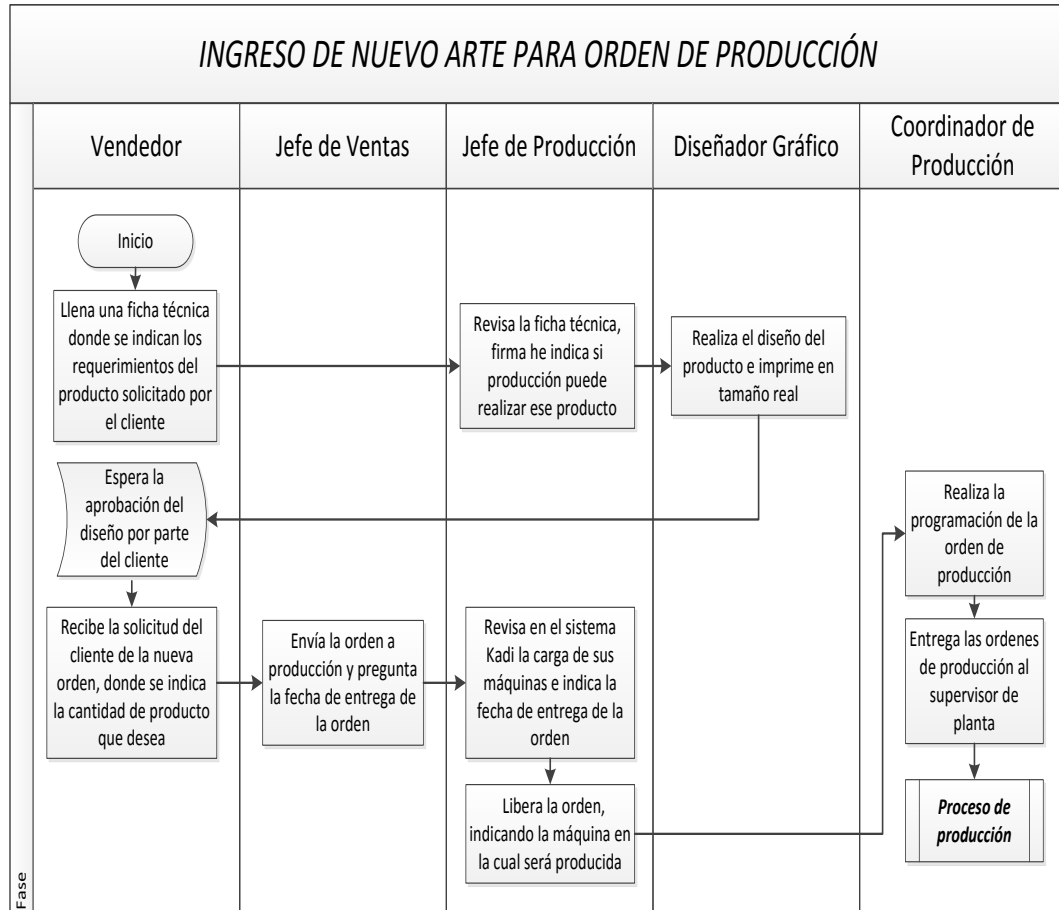 INGRESO DE NUEVO ARTE PARA ORDEN DE PRODUCCIÓN
Vendedor
Jefe de Ventas
Jefe de Producción
Diseñador Gráfico
Coordinador de
Producción
Inicio
Llena una ficha técnica
donde se indican los
requerimientos del
producto solicitado por
el cliente
Revisa la ficha técnica,
firma he indica si
producción puede
realizar ese producto
Realiza el diseño del
producto e imprime en
tamaño real
Espera la
aprobación del
diseño por parte
del cliente
Recibe la solicitud del
cliente de la nueva
orden, donde se indica
la cantidad de producto
que desea
Envía la orden a
producción y pregunta
la fecha de entrega de
la orden
Revisa en el sistema
Kadi la carga de sus
máquinas e indica la
fecha de entrega de la
orden
Libera la orden,
indicando la máquina en
la cual será producida
Realiza la
programación de la
orden de
producción
Entrega las ordenes
de producción al
supervisor de
planta
Proceso de
producción
Fase